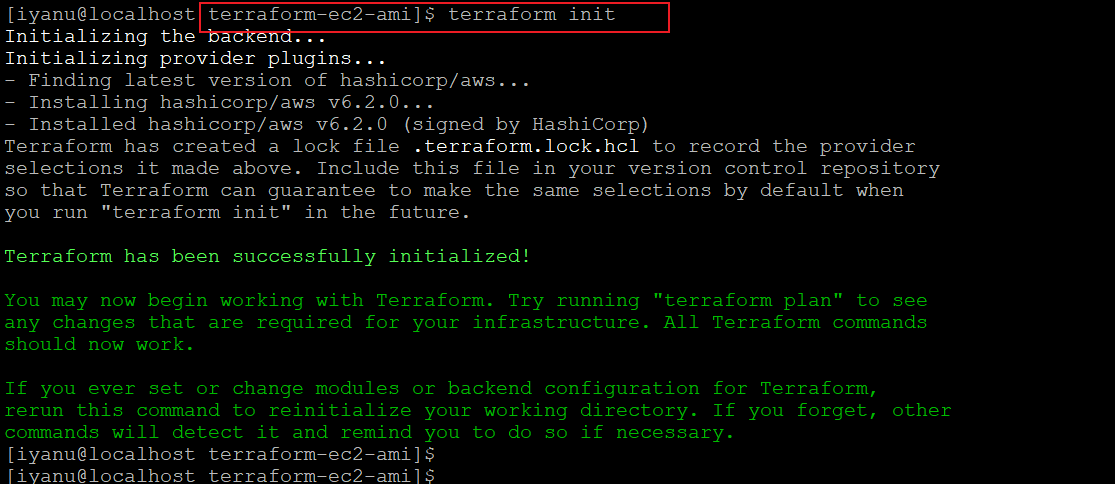 [iyanu@localhost terraform-ec2-ami]$ terraform init
Initializing the backend...
Initializing provider plugins...
- Finding latest version of hashicorp/aws...
- Installing hashicorp/aws v6.2.0...
- Installed hashicorp/aws v6.2.0 (signed by HashiCorp)
Terraform has created a lock file .terraform.lock.hcl to record the provider
selections it made above. Include this file in your version control repository
so that Terraform can guarantee to make the same selections by default when
you run "terraform init" in the future.
Terraform has been successfully initialized!
You may now begin working with Terraform. Try running "terraform plan" to see
any changes that are required for your infrastructure. All Terraform commands
should now work.
If you ever set or change modules or backend configuration for Terraform,
rerun this command to reinitialize your working directory. If you forget, other
commands will detect it and remind you to do so if necessary.
[iyanu@localhost terraform-ec2-ami]$
[iyanu@localhost terraform-ec2-ami]$